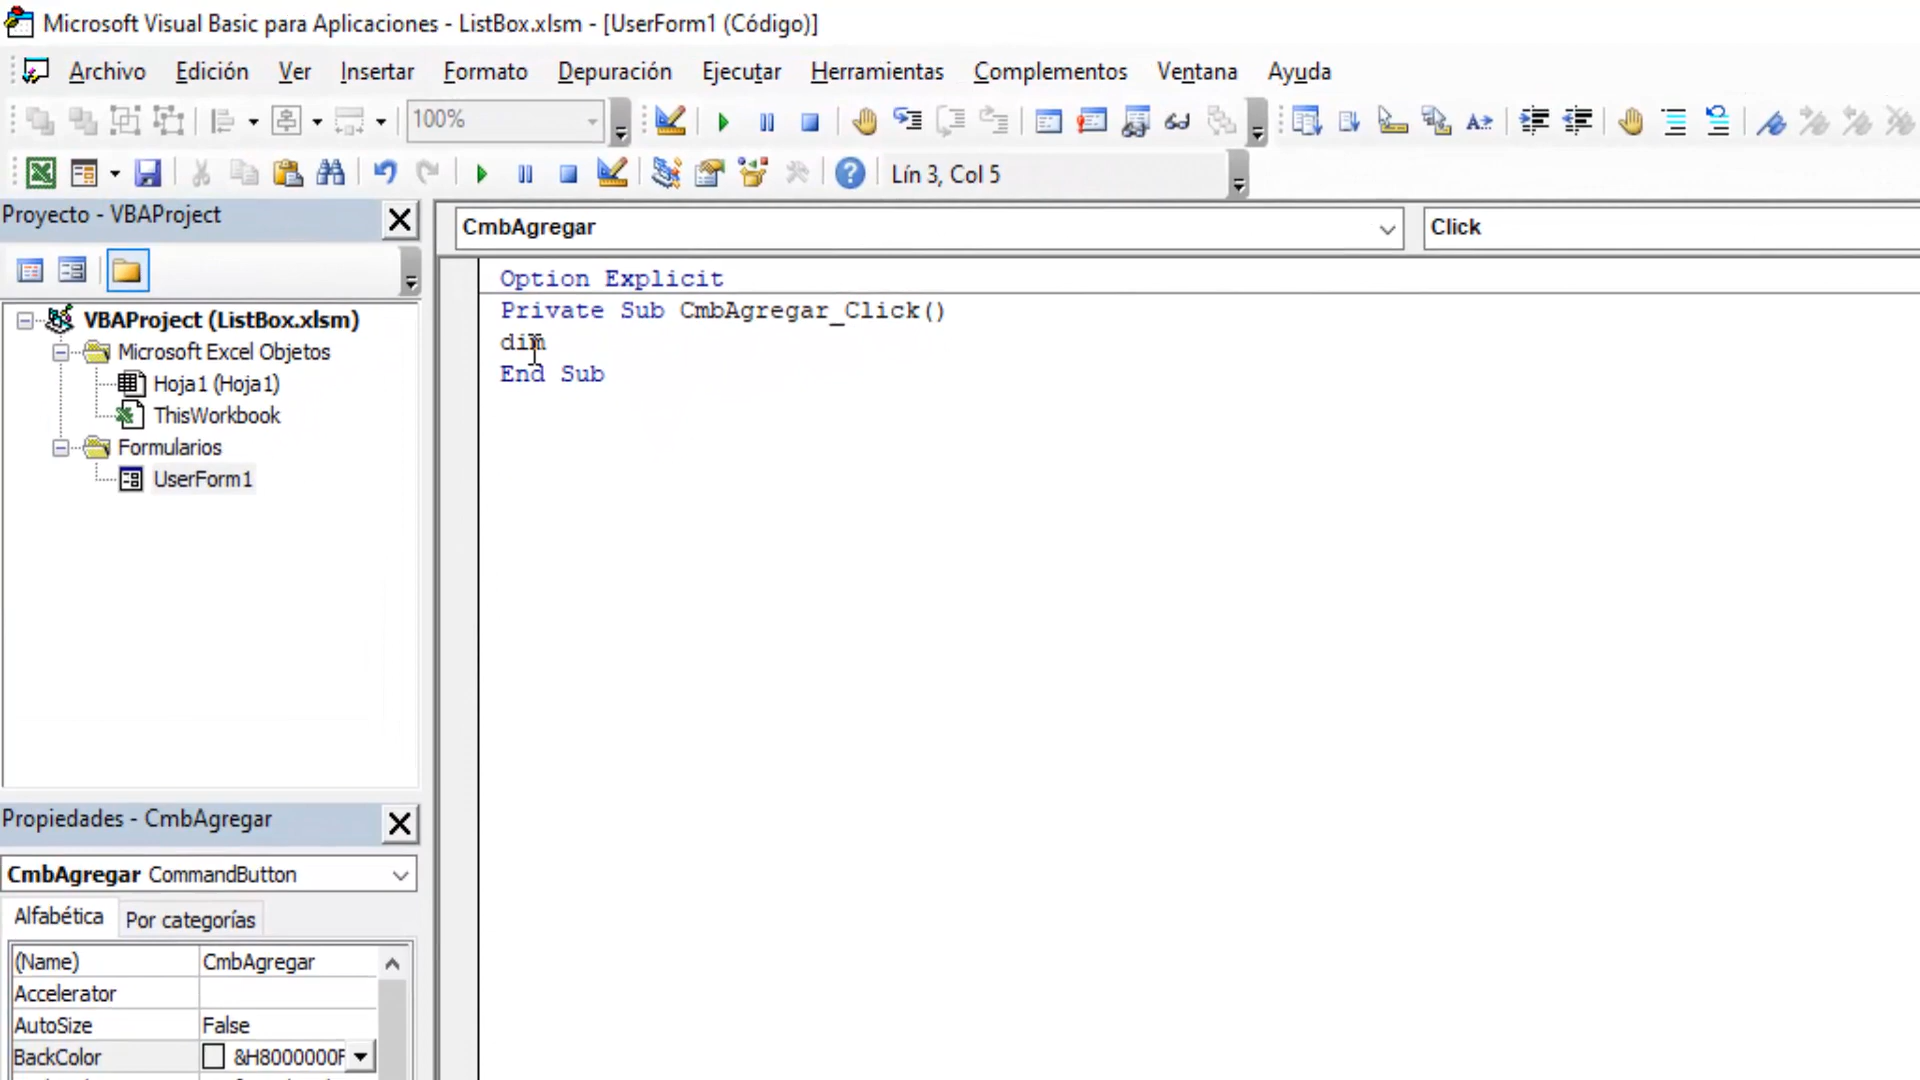 Microsoft Visual Basic para Aplicaciones - ListBox.xlsm - [UserForm1 (Código)]
Archivo Edición Ver Insertar Formato Depuración Ejecutar Herramientas Complementos Ventana Ayuda
100%
Lín 3, Col 5
Proyecto - VBAProject
CmbAgregar
Click
VBAProject (ListBox.xlsm)
Microsoft Excel Objetos
Hoja1 (Hoja1)
ThisWorkbook
Formularios
UserForm1
Option Explicit
Private Sub CmbAgregar_Click()
dim
End Sub
Propiedades - CmbAgregar
CmbAgregar CommandButton
Alfabética Por categorías
(Name) CmbAgregar
Accelerator
AutoSize False
BackColor &H8000000F